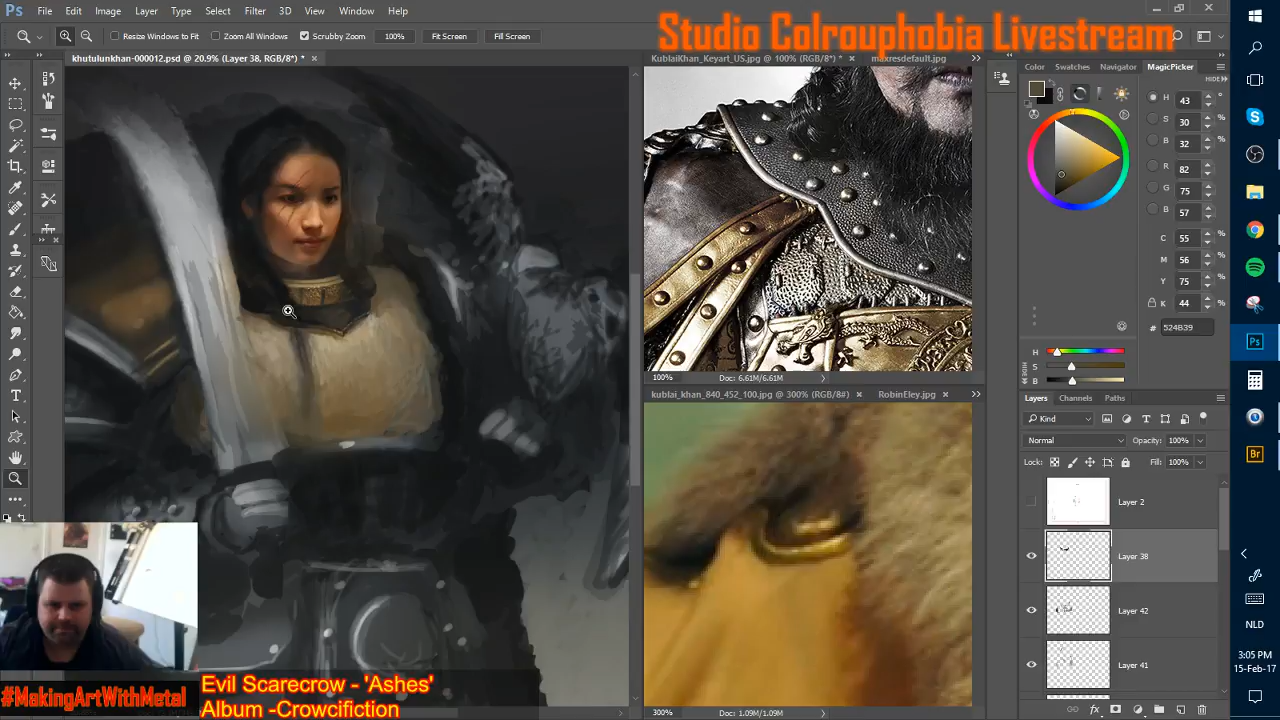 Ps File Edit Image Layer Type Select Filter 3D View Window Help
Studio Colrouphobia Livestream
Resize Windows to Fit Zoom All Windows Scrubby Zoom 100% Fit Screen Fill Screen
khutulunkhan-000012.psd @ 20.9% (Layer 38, RGB/8*) *
KublaiKhan_Keyart_US.jpg @ 100% (RGB/8*) *
maxresdefault.jpg
Color Swatches Navigator MagicPicker
HIDE
H 43 °
S 30 %
B 32 %
R 82
G 75
B 57
C 55 %
M 56 %
Y 75 %
K 44 %
# 524B39
H
S
B
HIDE
100% Doc: 6.61M/6.61M
kublai_khan_840_452_100.jpg @ 300% (RGB/8#)
RobinEley.jpg
Layers Channels Paths
Kind
Normal Opacity: 100%
Lock: Fill: 100%
Layer 2
Layer 38
Layer 42
Layer 41
300% Doc: 1.09M/1.09M
Ps
Br
NLD
3:05 PM
15-Feb-17
#MakingArtWithMetal
Evil Scarecrow - 'Ashes'
Album -Crowcifiction